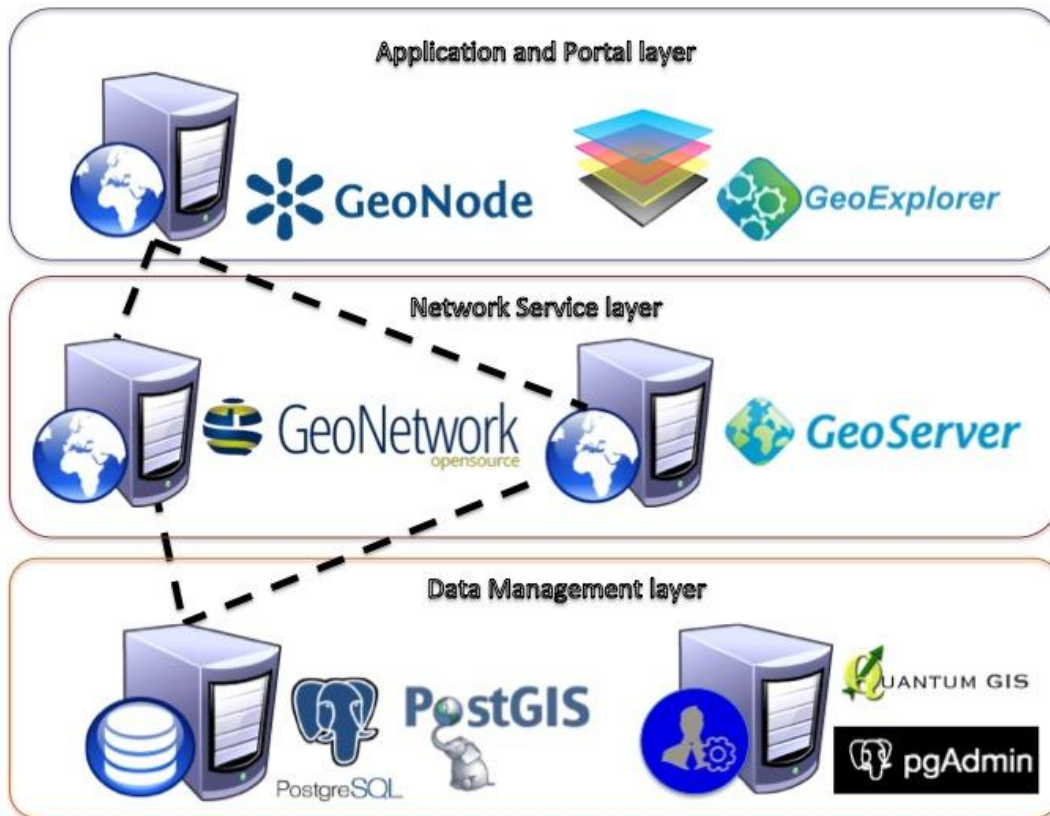 Application and Portal layer
GeoNode
GeoExplorer
Network Service layer
GeoNetwork
opensource
GeoServer
Data Management layer
QUANTUM GIS
PostGIS
PostgreSQL
pgAdmin